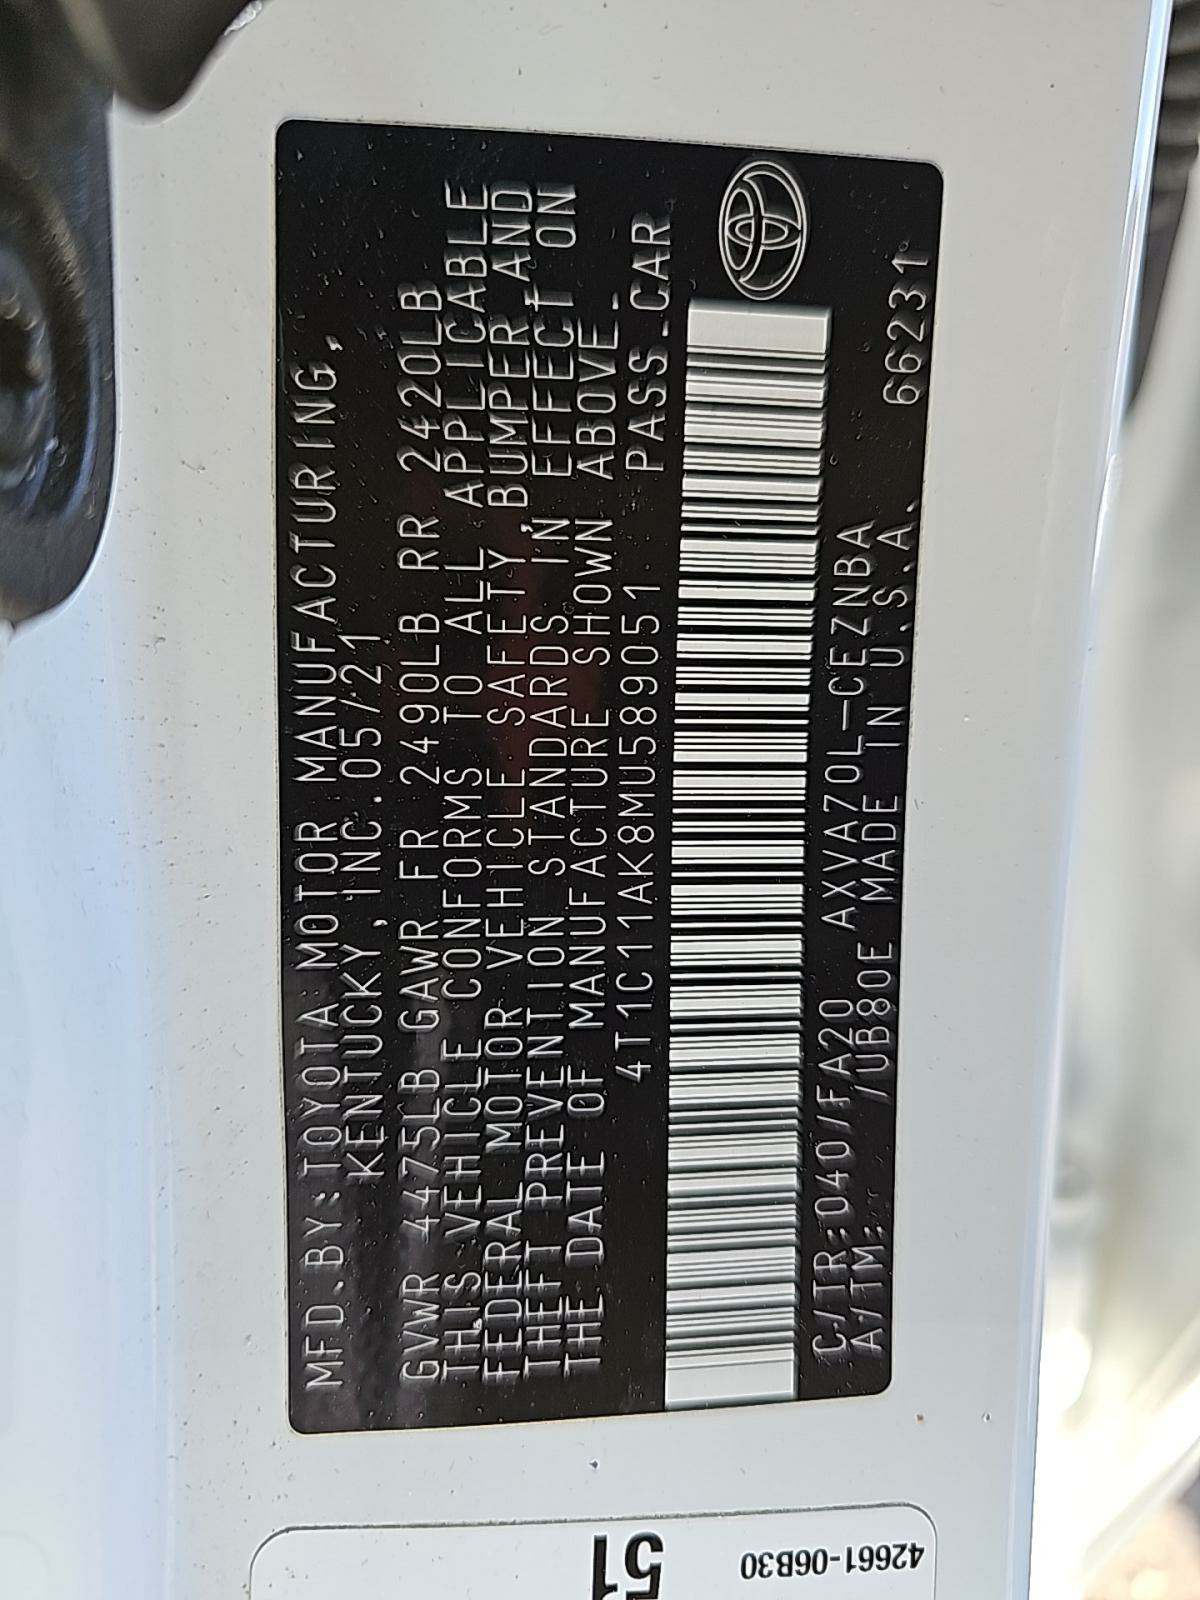 MFD.BY:TOYOTA MOTOR MANUFACTURING,
KENTUCKY, INC.05/21
GVWR 4475LB GAWR FR 2490LB RR 2420LB
THIS VEHICLE CONFORMS TO ALL APPLICABLE
FEDERAL MOTOR VEHICLE SAFETY, BUMPER AND
THEFT PREVENTION STANDARDS IN EFFECT ON
THE DATE OF MANUFACTURE SHOWN ABOVE.
4T1C11AK8MU589051 PASS.CAR
C/TR:040/FA20 AXVA70L-CEZNBA 66231
A/TM: /UB80E MADE IN U.S.A.
51
42661-06B30